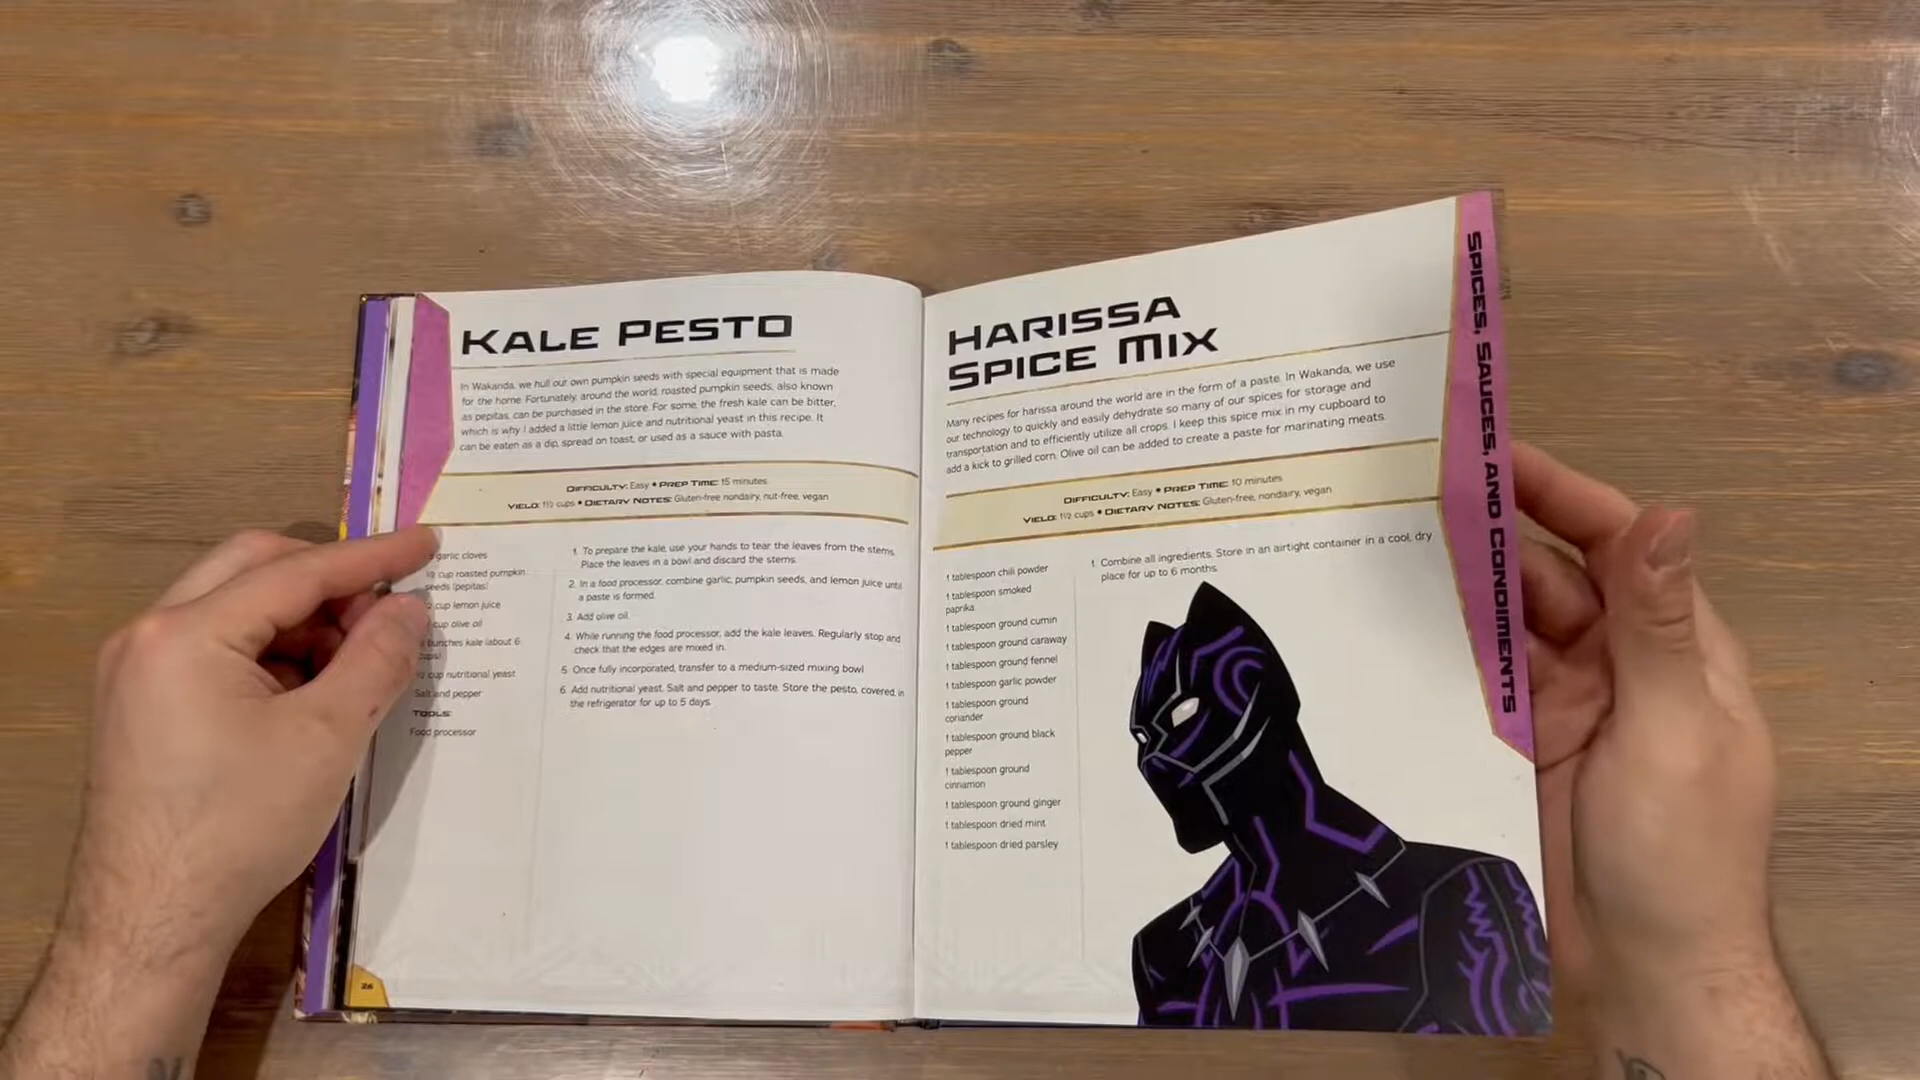 KALE PESTO
In Wakanda, we hull our own pumpkin seeds with special equipment that is made
for the home. Fortunately, around the world, roasted pumpkin seeds, also known
as pepitas, can be purchased in the store. For some, the fresh kale can be bitter,
which is why I added a little lemon juice and nutritional yeast in this recipe. It
can be eaten as a dip, spread on toast, or used as a sauce with pasta.
DIFFICULTY: Easy • PREP TIME: 15 minutes
YIELD: 1½ cups • DIETARY NOTES: Gluten-free nondairy, nut-free, vegan
garlic cloves
½ cup roasted pumpkin
seeds (pepitas)
cup lemon juice
cup olive oil
bunches kale (about 6
cups)
cup nutritional yeast
Salt and pepper
TOOLS:
Food processor
1. To prepare the kale, use your hands to tear the leaves from the stems.
Place the leaves in a bowl and discard the stems.
2. In a food processor, combine garlic, pumpkin seeds, and lemon juice until
a paste is formed.
3. Add olive oil.
4. While running the food processor, add the kale leaves. Regularly stop and
check that the edges are mixed in.
5. Once fully incorporated, transfer to a medium-sized mixing bowl
6. Add nutritional yeast. Salt and pepper to taste. Store the pesto, covered, in
the refrigerator for up to 5 days.
26
HARISSA
SPICE MIX
Many recipes for harissa around the world are in the form of a paste. In Wakanda, we use
our technology to quickly and easily dehydrate so many of our spices for storage and
transportation and to efficiently utilize all crops. I keep this spice mix in my cupboard to
add a kick to grilled corn. Olive oil can be added to create a paste for marinating meats.
DIFFICULTY: Easy • PREP TIME: 10 minutes
YIELD: 1½ cups • DIETARY NOTES: Gluten-free, nondairy, vegan
1 tablespoon chili powder
1 tablespoon smoked
paprika
1 tablespoon ground cumin
1 tablespoon ground caraway
1 tablespoon ground fennel
1 tablespoon garlic powder
1 tablespoon ground
coriander
1 tablespoon ground black
pepper
1 tablespoon ground
cinnamon
1 tablespoon ground ginger
1 tablespoon dried mint
1 tablespoon dried parsley
1. Combine all ingredients. Store in an airtight container in a cool, dry
place for up to 6 months.
SPICES, SAUCES, AND CONDIMENTS